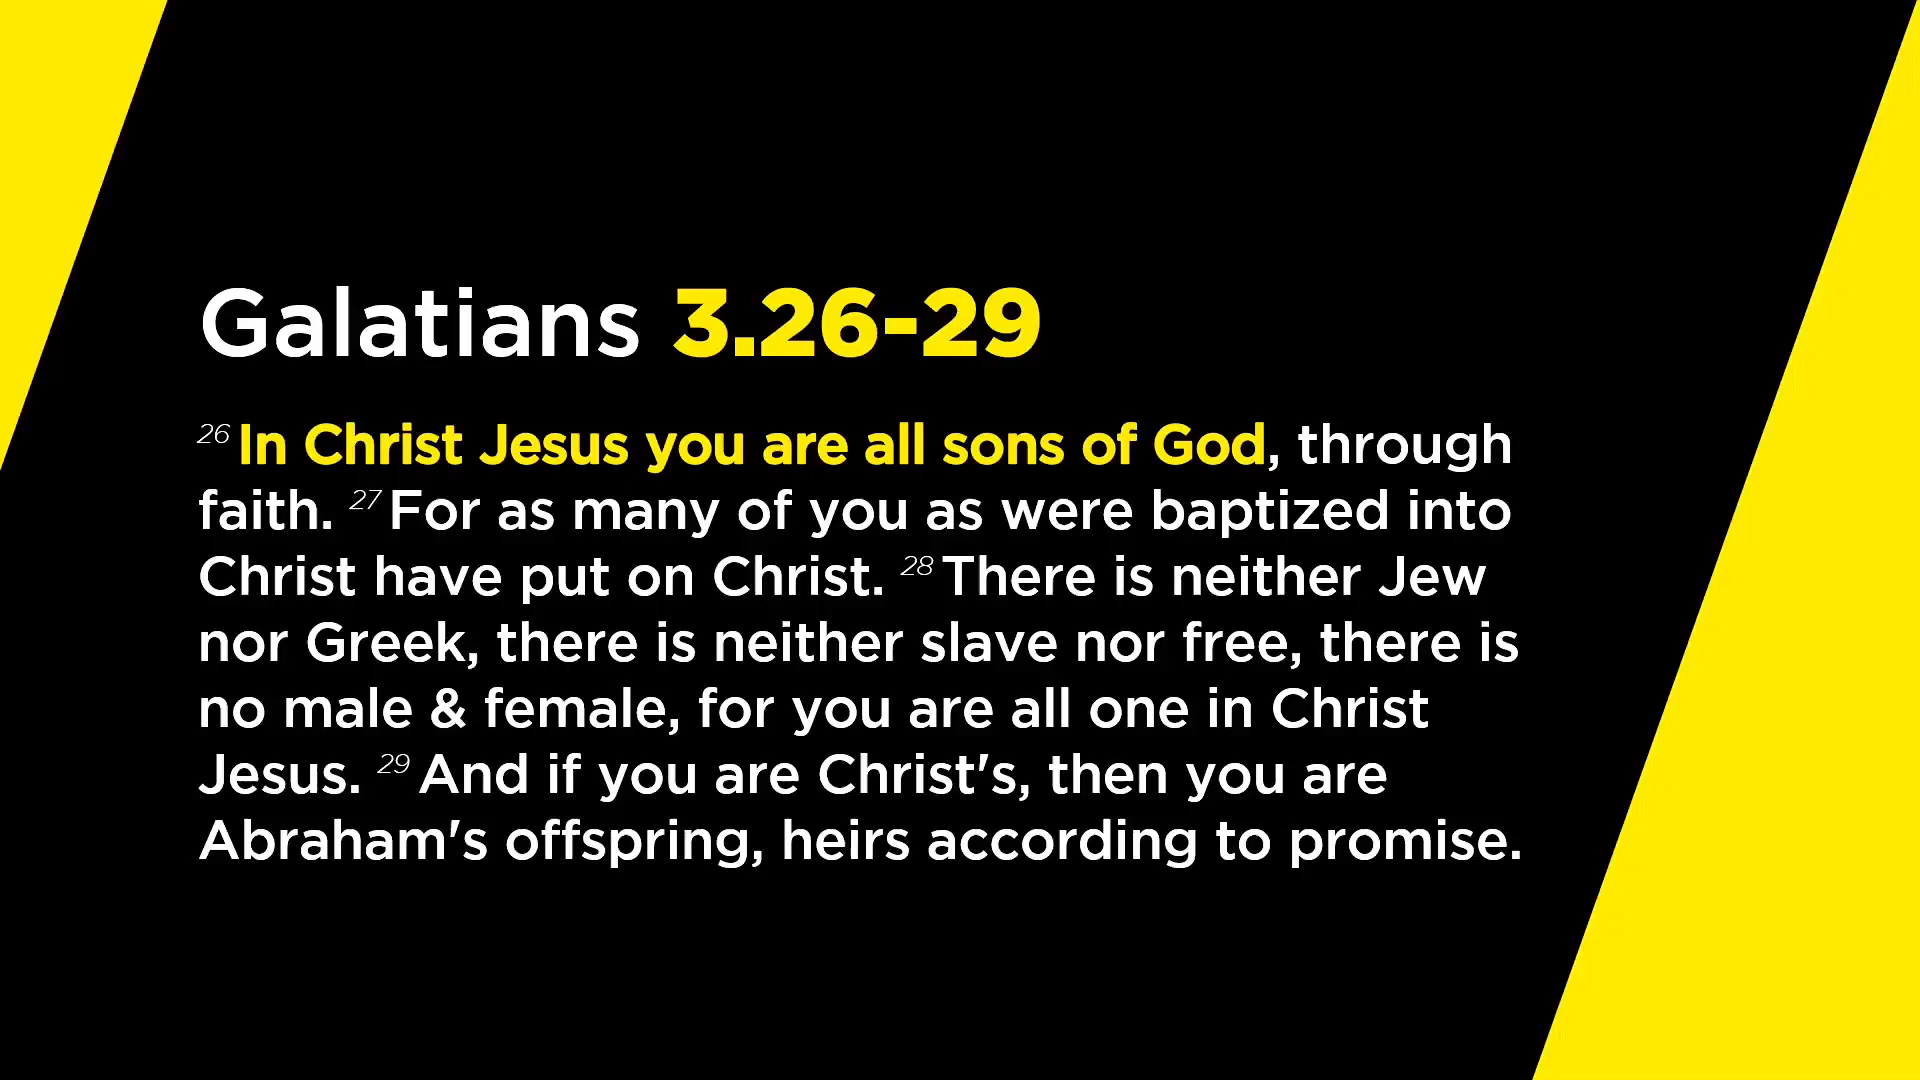 Galatians 3.26-29
26 In Christ Jesus you are all sons of God, through
faith. 27 For as many of you as were baptized into
Christ have put on Christ. 28 There is neither Jew
nor Greek, there is neither slave nor free, there is
no male & female, for you are all one in Christ
Jesus. 29 And if you are Christ's, then you are
Abraham's offspring, heirs according to promise.